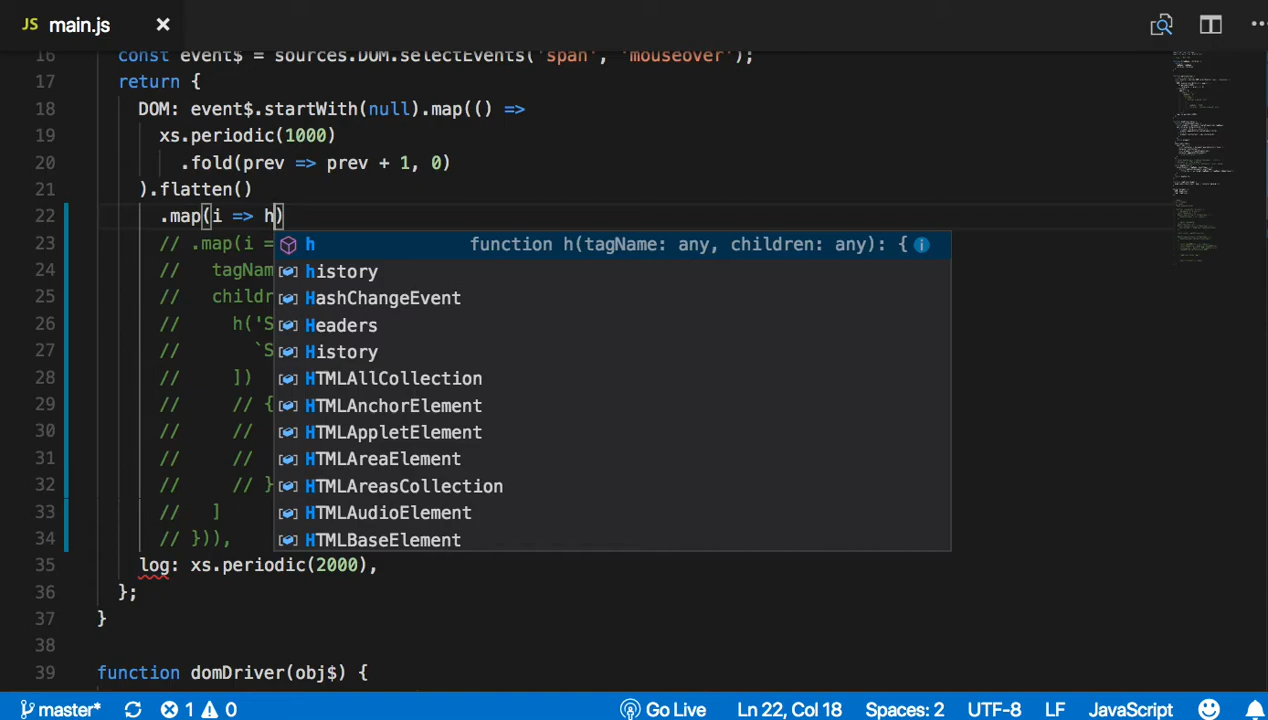 JS main.js ×
16 const event$ = sources.DOM.selectEvents('span', 'mouseover');
17 return {
18 DOM: event$.startWith(null).map(() =>
19 xs.periodic(1000)
20 .fold(prev => prev + 1, 0)
21 ).flatten()
22 .map(i => h)
23 // .map(i =
h function h(tagName: any, children: any): {
24 // tagNam
history
25 // childr
HashChangeEvent
26 // h('S
Headers
27 // `S
History
28 // ])
HTMLAllCollection
29 // // {
HTMLAnchorElement
30 // //
HTMLAppletElement
31 // //
HTMLAreaElement
32 // // }
HTMLAreasCollection
33 // ]
HTMLAudioElement
34 // })),
HTMLBaseElement
35 log: xs.periodic(2000),
36 };
37 }
38
39 function domDriver(obj$) {
master* 1 0 Go Live Ln 22, Col 18 Spaces: 2 UTF-8 LF JavaScript